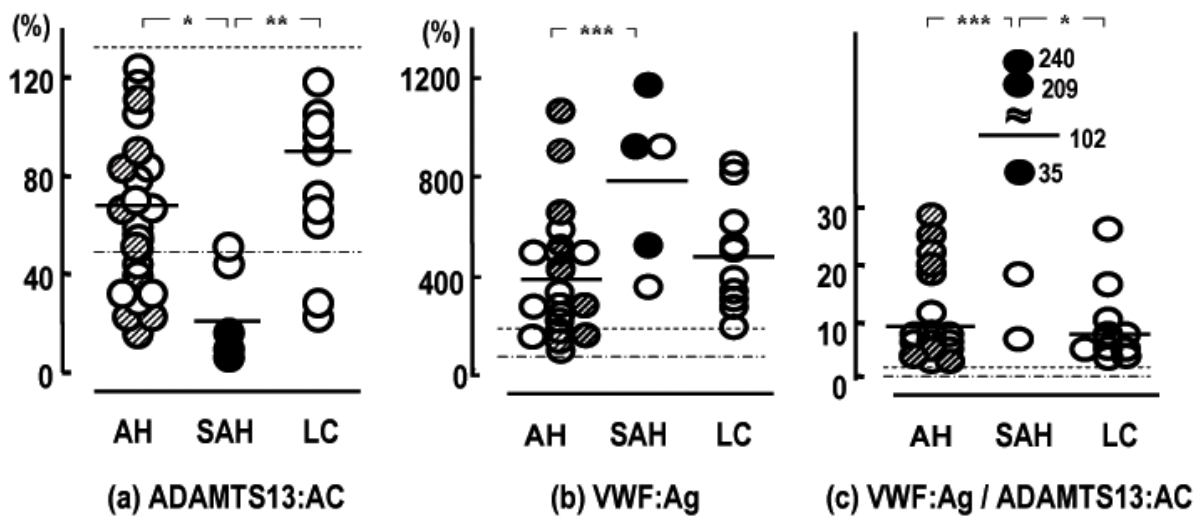 (%) * **
120
80
40
0
AH SAH LC
(a) ADAMTS13:AC
(%) ***
1200
800
400
0
AH SAH LC
(b) VWF:Ag
*** *
240
209
≈
102
35
30
20
10
0
AH SAH LC
(c) VWF:Ag / ADAMTS13:AC